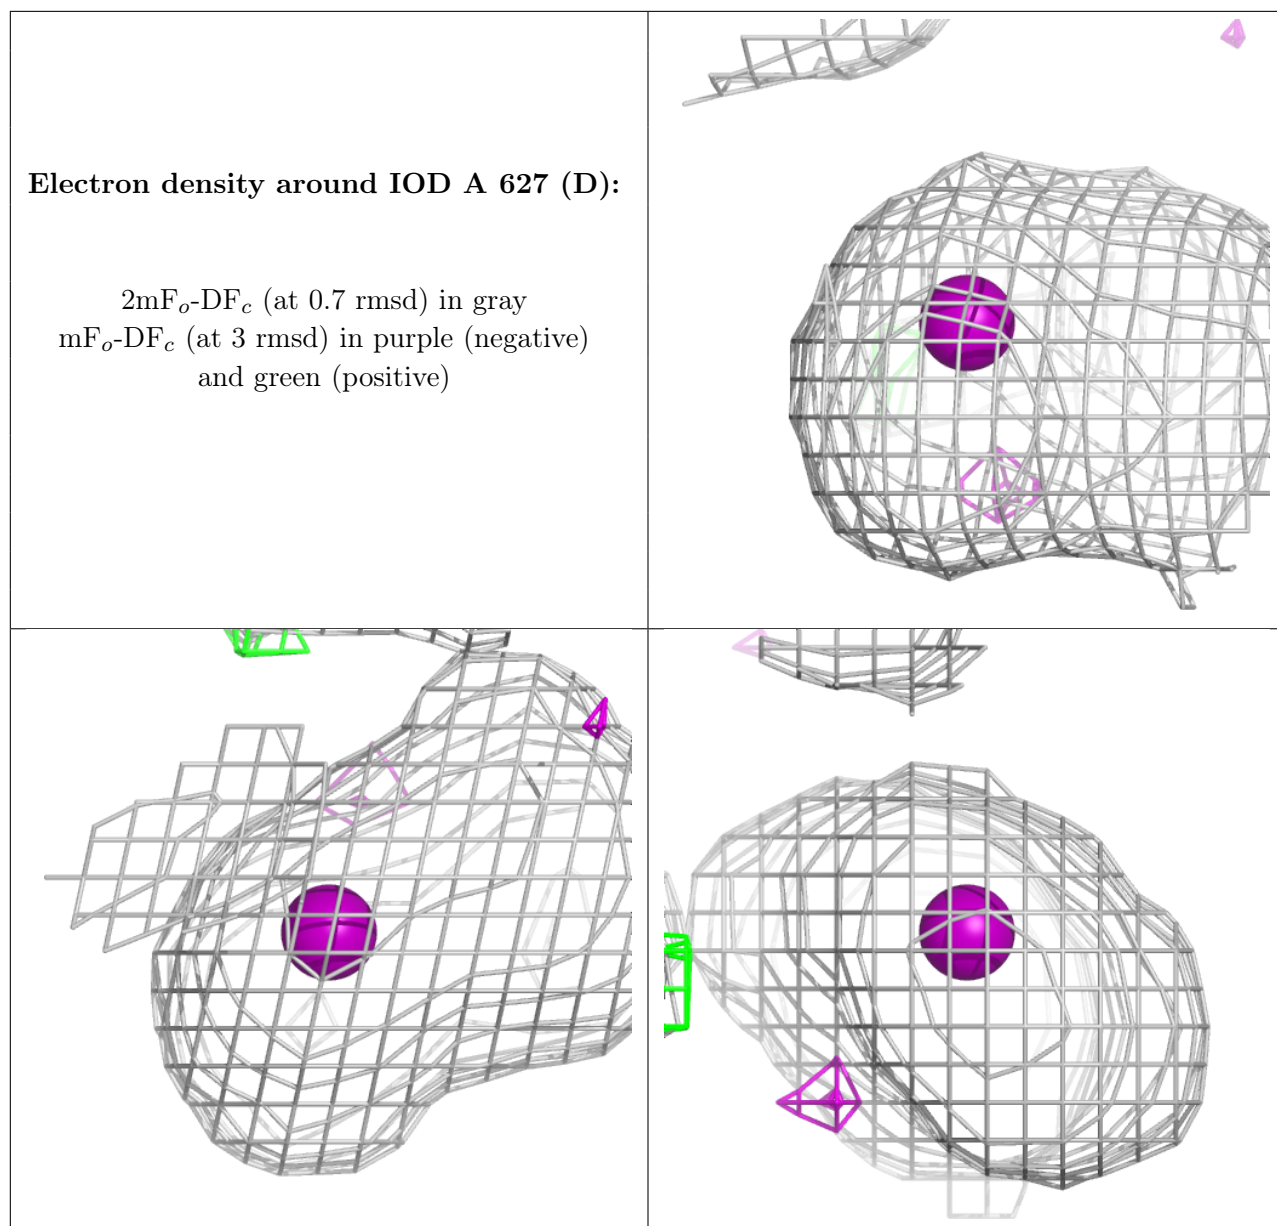 Electron density around IOD A 627 (D):
2mFo-DFc (at 0.7 rmsd) in gray
mFo-DFc (at 3 rmsd) in purple (negative)
and green (positive)